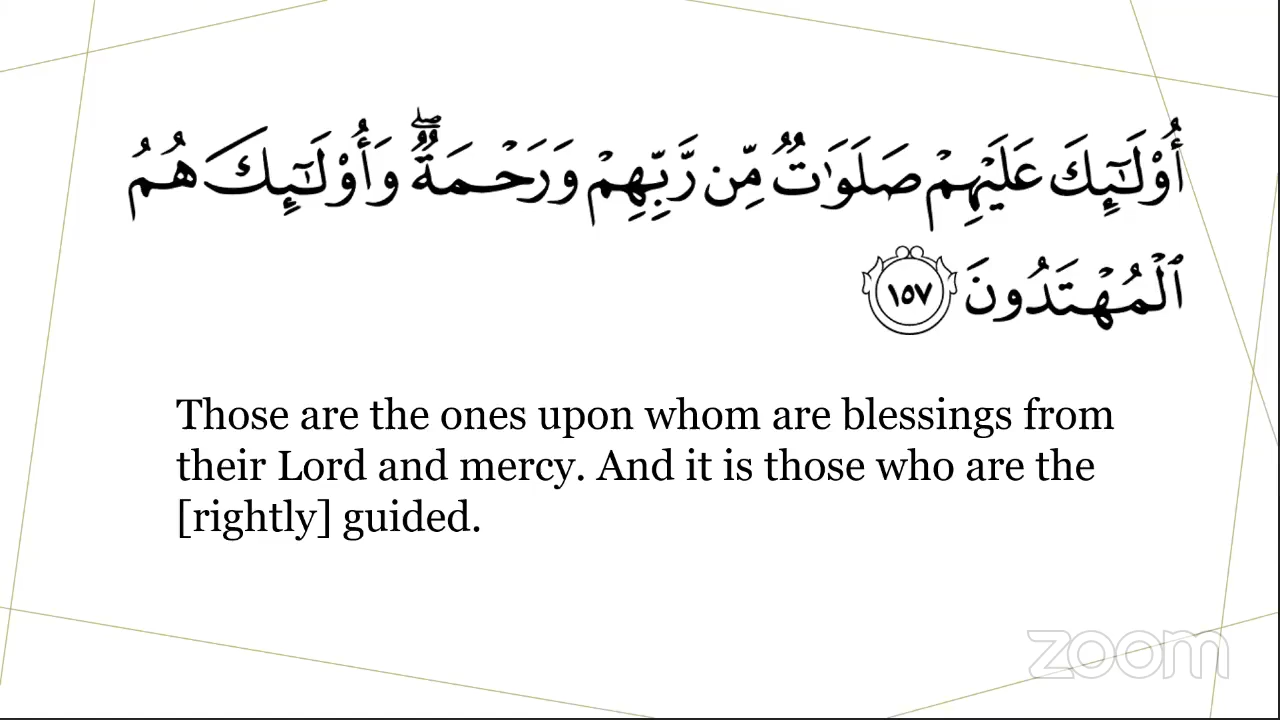 أُو۟لَـٰٓئِكَ عَلَيْهِمْ صَلَوَٰتٌ مِّن رَّبِّهِمْ وَرَحْمَةٌ ۖ وَأُو۟لَـٰٓئِكَ هُمُ
ٱلْمُهْتَدُونَ ١٥٧
Those are the ones upon whom are blessings from
their Lord and mercy. And it is those who are the
[rightly] guided.
zoom